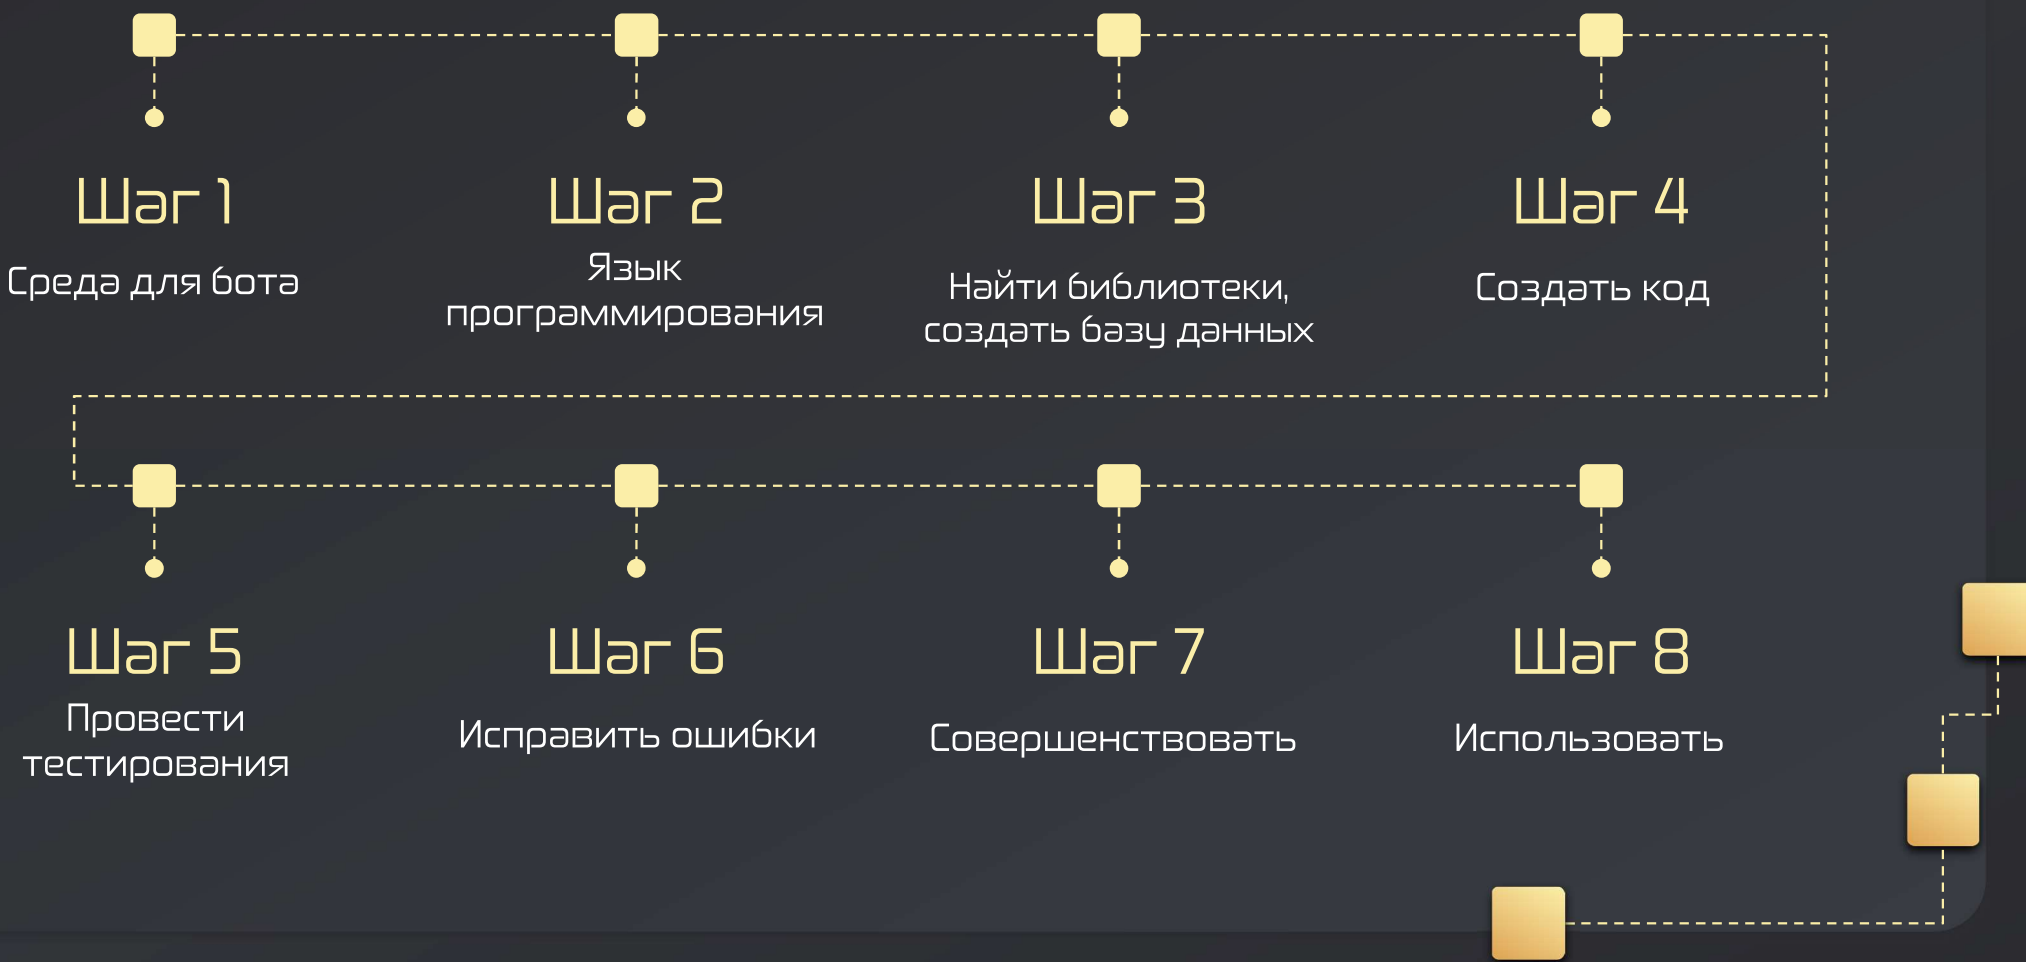 Шаг 1
Среда для бота
Шаг 2
Язык
программирования
Шаг 3
Найти библиотеки,
создать базу данных
Шаг 4
Создать код
Шаг 5
Провести
тестирования
Шаг 6
Исправить ошибки
Шаг 7
Совершенствовать
Шаг 8
Использовать